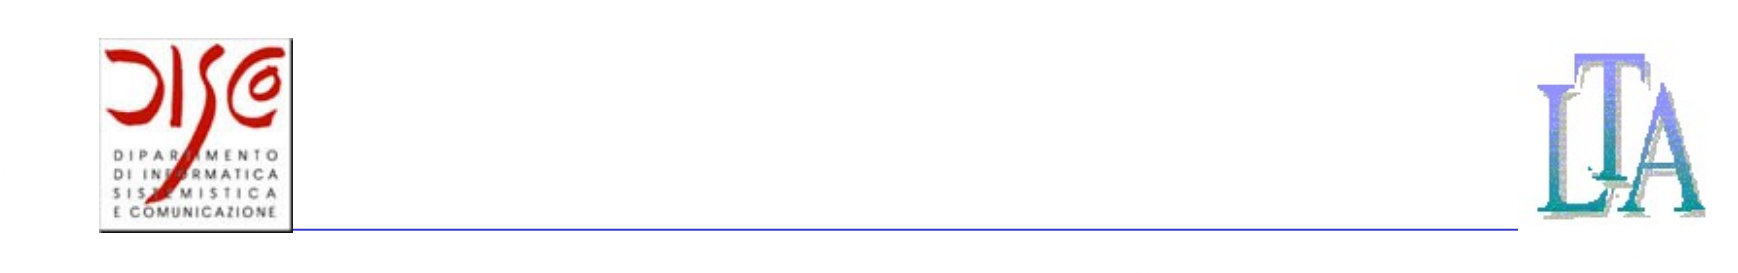 DISCO
DIPARTIMENTO
DI INFORMATICA
SISTEMISTICA
E COMUNICAZIONE
LTA